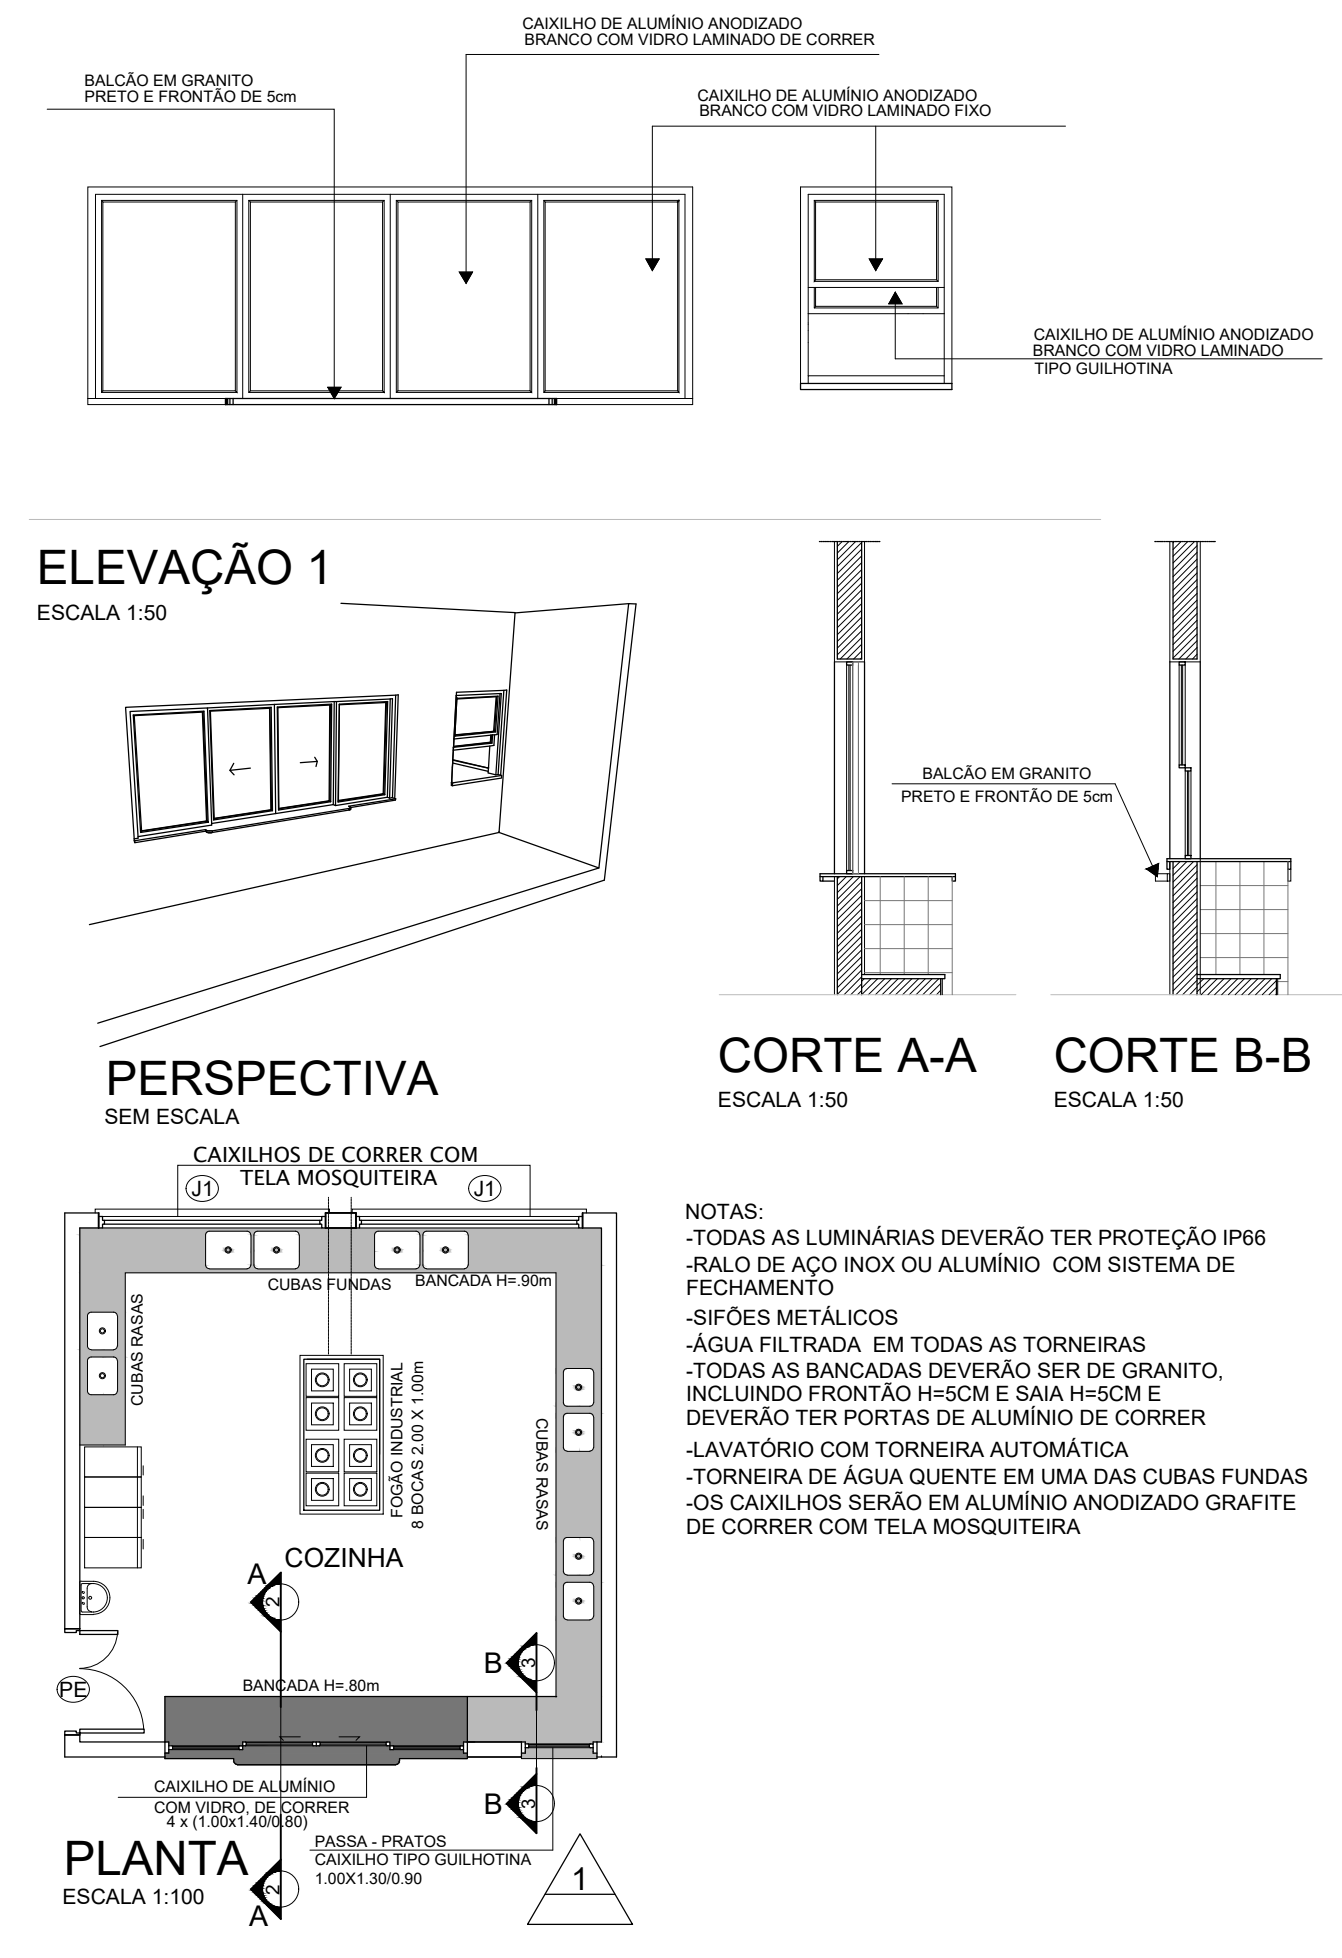 CAIXILHO DE ALUMÍNIO ANODIZADO
BRANCO COM VIDRO LAMINADO DE CORRER
BALCÃO EM GRANITO
PRETO E FRONTÃO DE 5cm
CAIXILHO DE ALUMÍNIO ANODIZADO
BRANCO COM VIDRO LAMINADO FIXO
CAIXILHO DE ALUMÍNIO ANODIZADO
BRANCO COM VIDRO LAMINADO
TIPO GUILHOTINA
ELEVAÇÃO 1
ESCALA 1:50
BALCÃO EM GRANITO
PRETO E FRONTÃO DE 5cm
PERSPECTIVA
SEM ESCALA
CORTE A-A
ESCALA 1:50
CORTE B-B
ESCALA 1:50
CAIXILHOS DE CORRER COM
TELA MOSQUITEIRA
J1
J1
CUBAS FUNDAS
BANCADA H=.90m
CUBAS RASAS
FOGÃO INDUSTRIAL
8 BOCAS 2.00 X 1.00m
CUBAS RASAS
COZINHA
A
2
B
3
PE
BANCADA H=.80m
CAIXILHO DE ALUMÍNIO
COM VIDRO, DE CORRER
4 x (1.00x1.40/0.80)
B
3
PASSA - PRATOS
CAIXILHO TIPO GUILHOTINA
1.00X1.30/0.90
1
PLANTA
ESCALA 1:100
2
A
NOTAS:
-TODAS AS LUMINÁRIAS DEVERÃO TER PROTEÇÃO IP66
-RALO DE AÇO INOX OU ALUMÍNIO COM SISTEMA DE
FECHAMENTO
-SIFÕES METÁLICOS
-ÁGUA FILTRADA EM TODAS AS TORNEIRAS
-TODAS AS BANCADAS DEVERÃO SER DE GRANITO,
INCLUINDO FRONTÃO H=5CM E SAIA H=5CM E
DEVERÃO TER PORTAS DE ALUMÍNIO DE CORRER
-LAVATÓRIO COM TORNEIRA AUTOMÁTICA
-TORNEIRA DE ÁGUA QUENTE EM UMA DAS CUBAS FUNDAS
-OS CAIXILHOS SERÃO EM ALUMÍNIO ANODIZADO GRAFITE
DE CORRER COM TELA MOSQUITEIRA